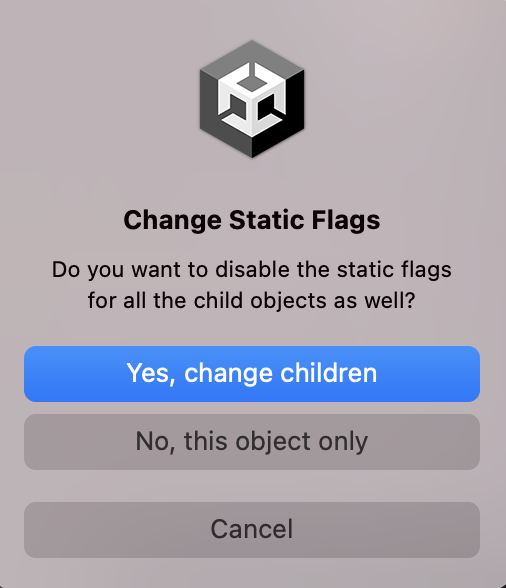 Change Static Flags
Do you want to disable the static flags
for all the child objects as well?
Yes, change children
No, this object only
Cancel